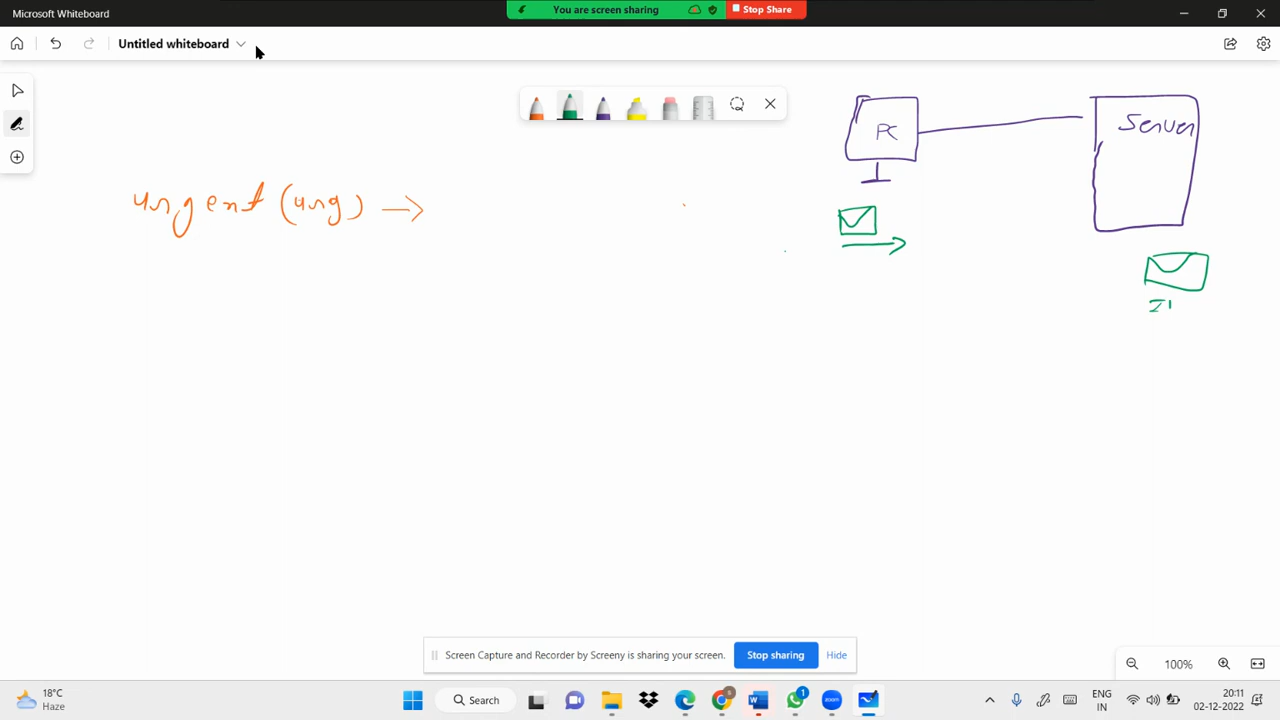 Microsoft Whiteboard
You are screen sharing
Stop Share
Untitled whiteboard
PC
Server
urgent (urg) →
Screen Capture and Recorder by Screeny is sharing your screen.
Stop sharing
Hide
100%
18°C
Haze
Search
8
1
ENG
IN
20:11
02-12-2022